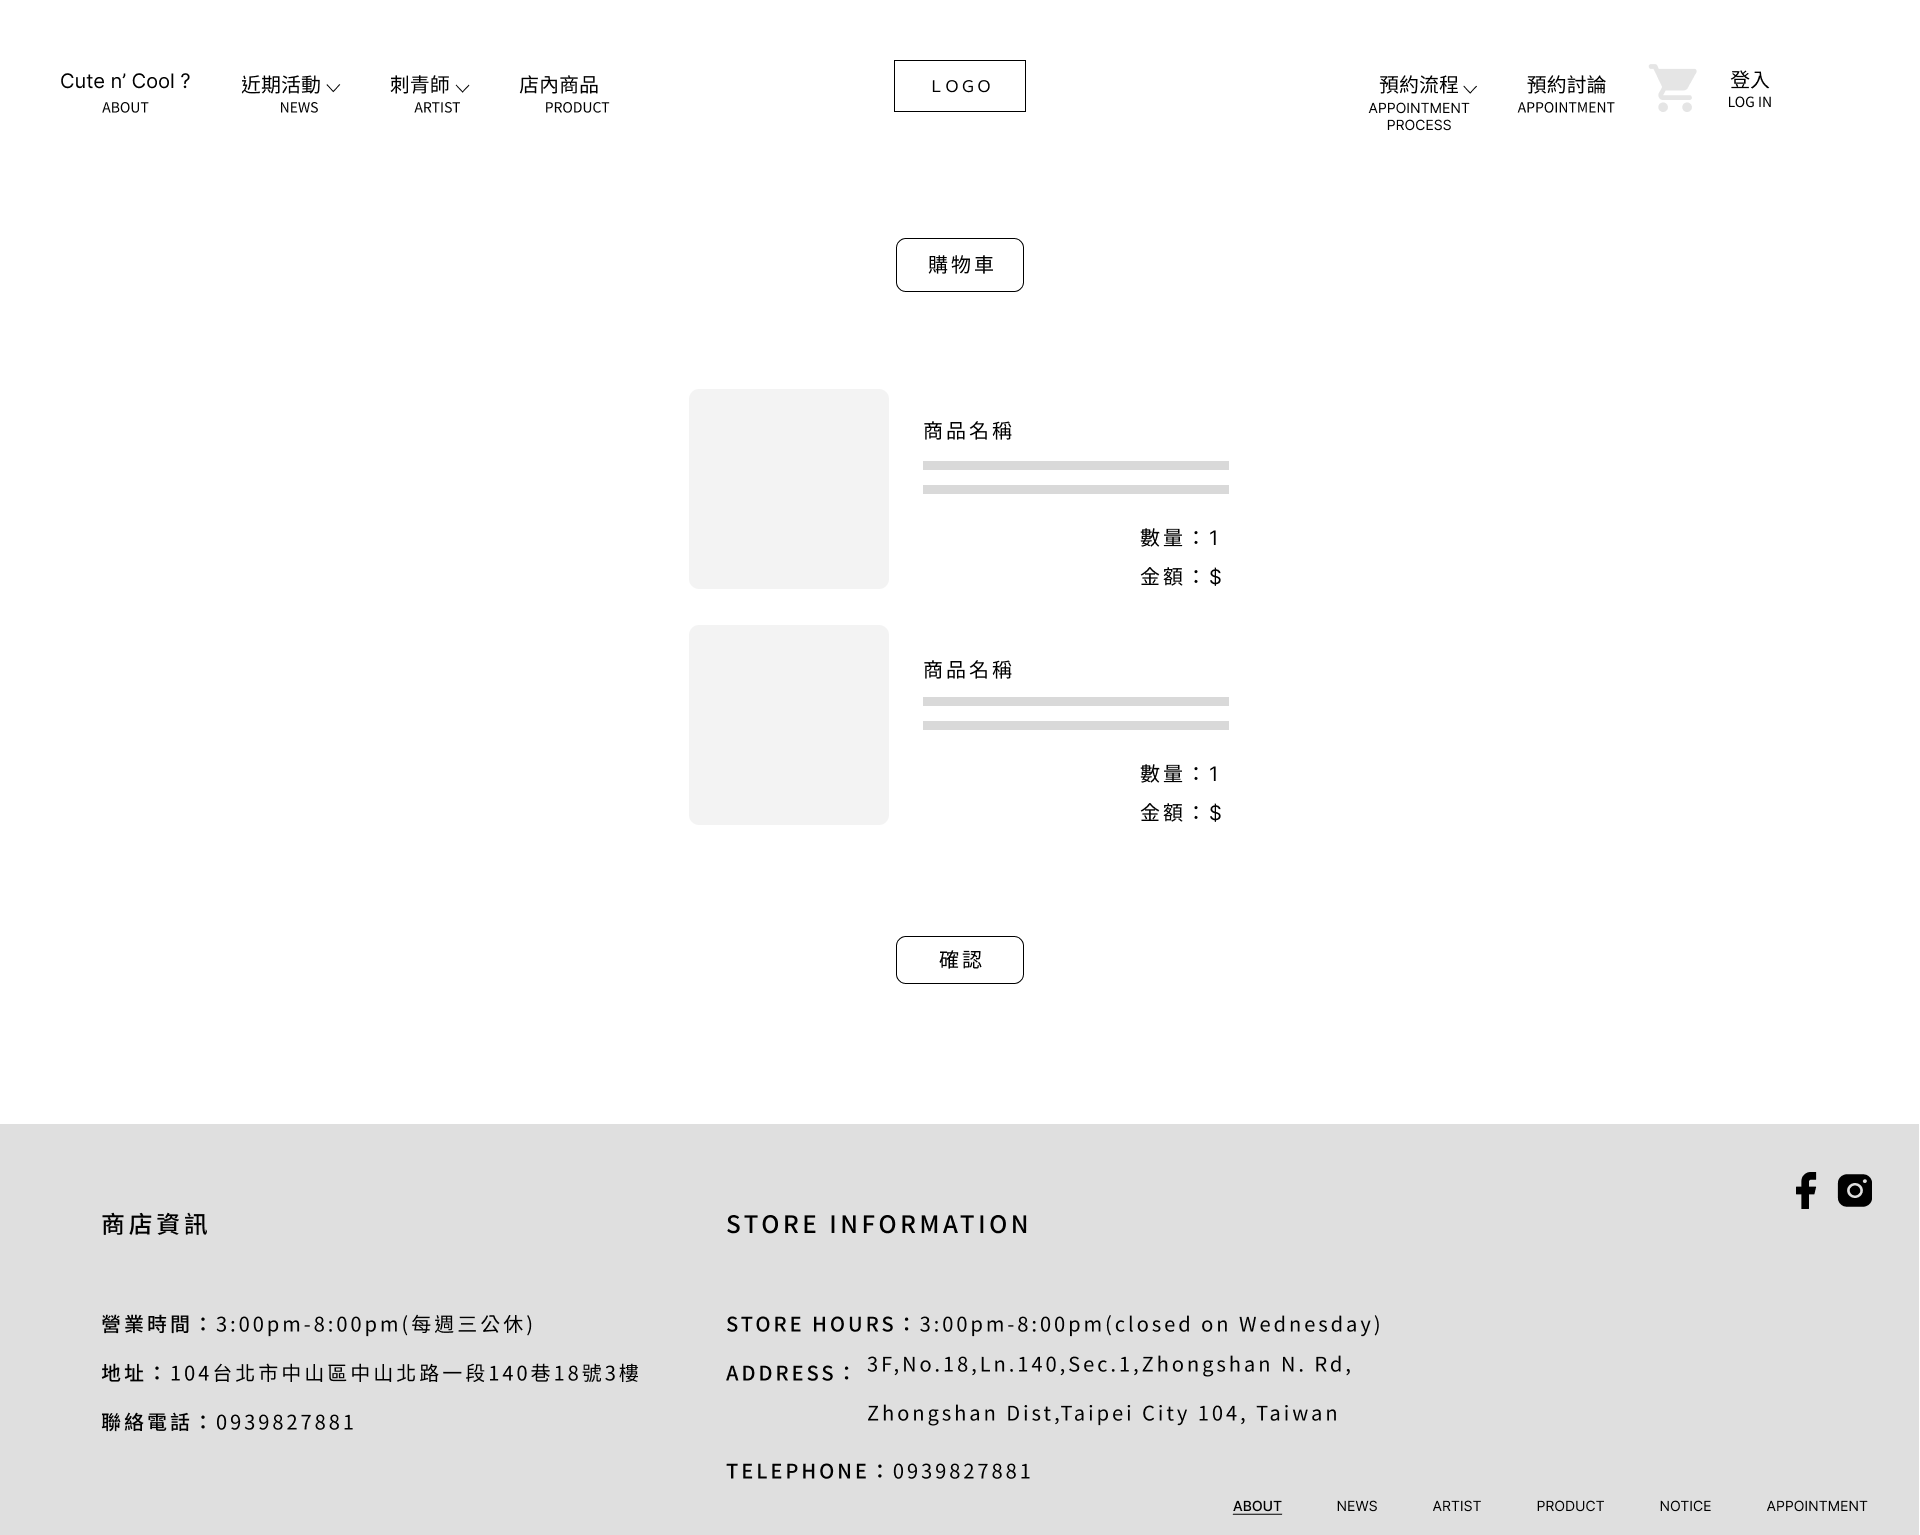 Cute n’ Cool ?
ABOUT
近期活動
NEWS
刺青師
ARTIST
店內商品
PRODUCT
LOGO
預約流程
APPOINTMENT
PROCESS
預約討論
APPOINTMENT
登入
LOG IN
購物車
商品名稱
數量：1
金額：$
商品名稱
數量：1
金額：$
確認
商店資訊
營業時間：3:00pm-8:00pm(每週三公休)
地址：104台北市中山區中山北路一段140巷18號3樓
聯絡電話：0939827881
STORE INFORMATION
STORE HOURS：3:00pm-8:00pm(closed on Wednesday)
ADDRESS： 3F,No.18,Ln.140,Sec.1,Zhongshan N. Rd,
Zhongshan Dist,Taipei City 104, Taiwan
TELEPHONE：0939827881
ABOUT NEWS ARTIST PRODUCT NOTICE APPOINTMENT